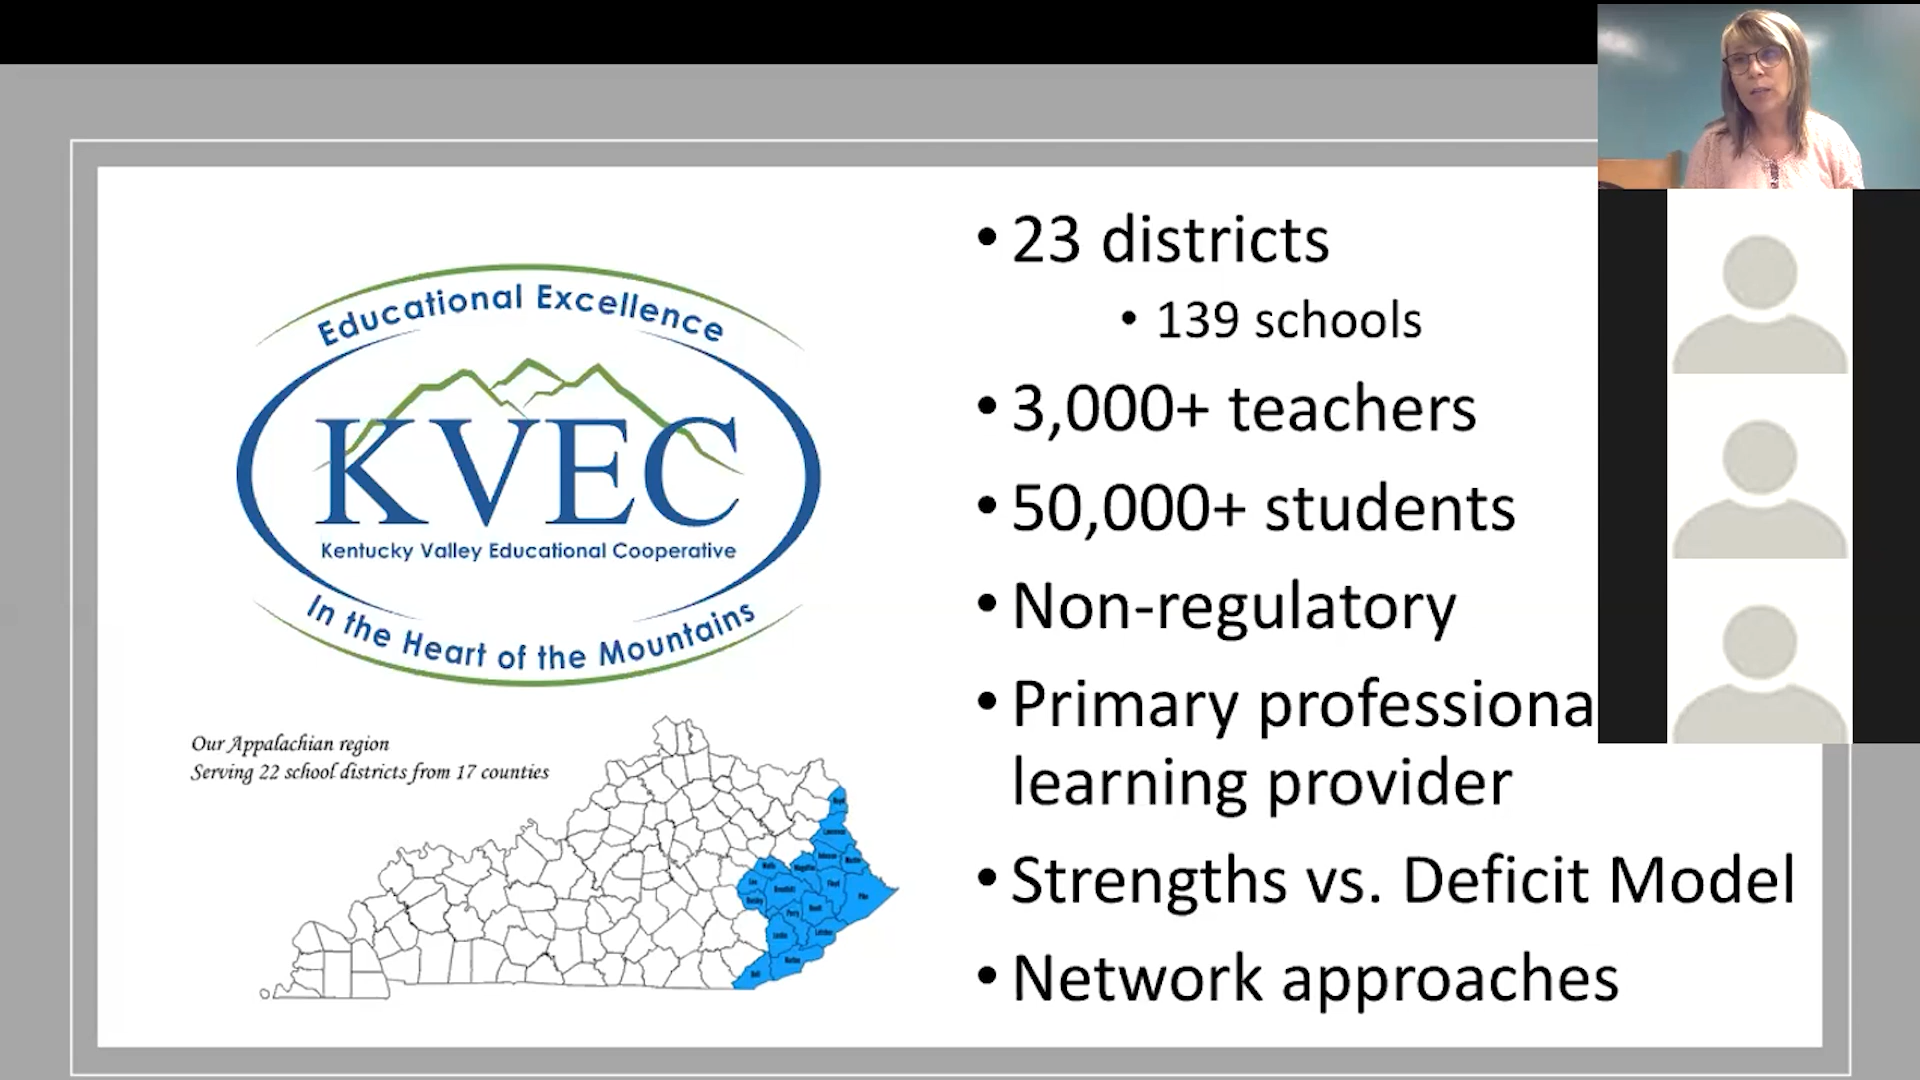 Educational Excellence
KVEC
Kentucky Valley Educational Cooperative
In the Heart of the Mountains
Our Appalachian region
Serving 22 school districts from 17 counties
• 23 districts
• 139 schools
• 3,000+ teachers
• 50,000+ students
• Non-regulatory
• Primary professiona
learning provider
• Strengths vs. Deficit Model
• Network approaches